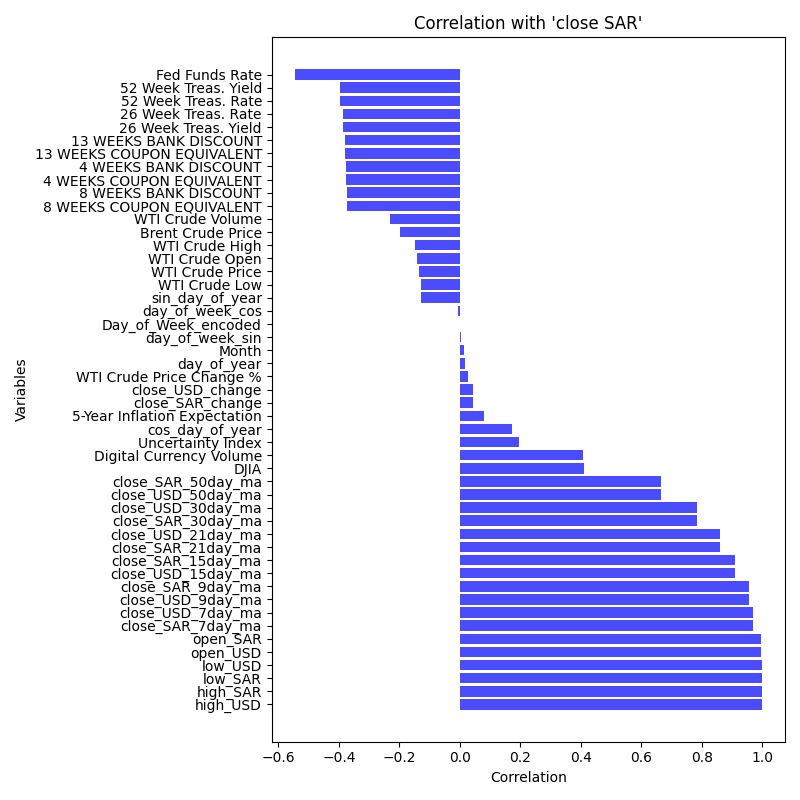 Correlation with 'close SAR'
Variables
Fed Funds Rate
52 Week Treas. Yield
52 Week Treas. Rate
26 Week Treas. Rate
26 Week Treas. Yield
13 WEEKS BANK DISCOUNT
13 WEEKS COUPON EQUIVALENT
4 WEEKS BANK DISCOUNT
4 WEEKS COUPON EQUIVALENT
8 WEEKS BANK DISCOUNT
8 WEEKS COUPON EQUIVALENT
WTI Crude Volume
Brent Crude Price
WTI Crude High
WTI Crude Open
WTI Crude Price
WTI Crude Low
sin_day_of_year
day_of_week_cos
Day_of_Week_encoded
day_of_week_sin
Month
day_of_year
WTI Crude Price Change %
close_USD_change
close_SAR_change
5-Year Inflation Expectation
cos_day_of_year
Uncertainty Index
Digital Currency Volume
DJIA
close_SAR_50day_ma
close_USD_50day_ma
close_USD_30day_ma
close_SAR_30day_ma
close_USD_21day_ma
close_SAR_21day_ma
close_SAR_15day_ma
close_USD_15day_ma
close_SAR_9day_ma
close_USD_9day_ma
close_USD_7day_ma
close_SAR_7day_ma
open_SAR
open_USD
low_USD
low_SAR
high_SAR
high_USD
−0.6 −0.4 −0.2 0.0 0.2 0.4 0.6 0.8 1.0
Correlation